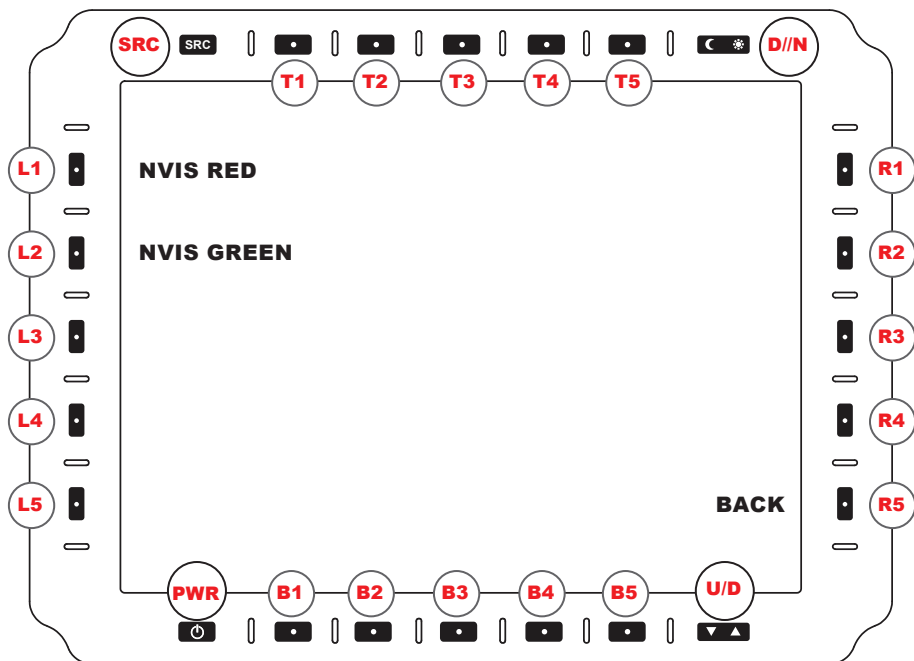 SRC SRC D//N
T1 T2 T3 T4 T5
L1 NVIS RED R1
L2 NVIS GREEN R2
L3 R3
L4 R4
L5 BACK R5
PWR B1 B2 B3 B4 B5 U/D